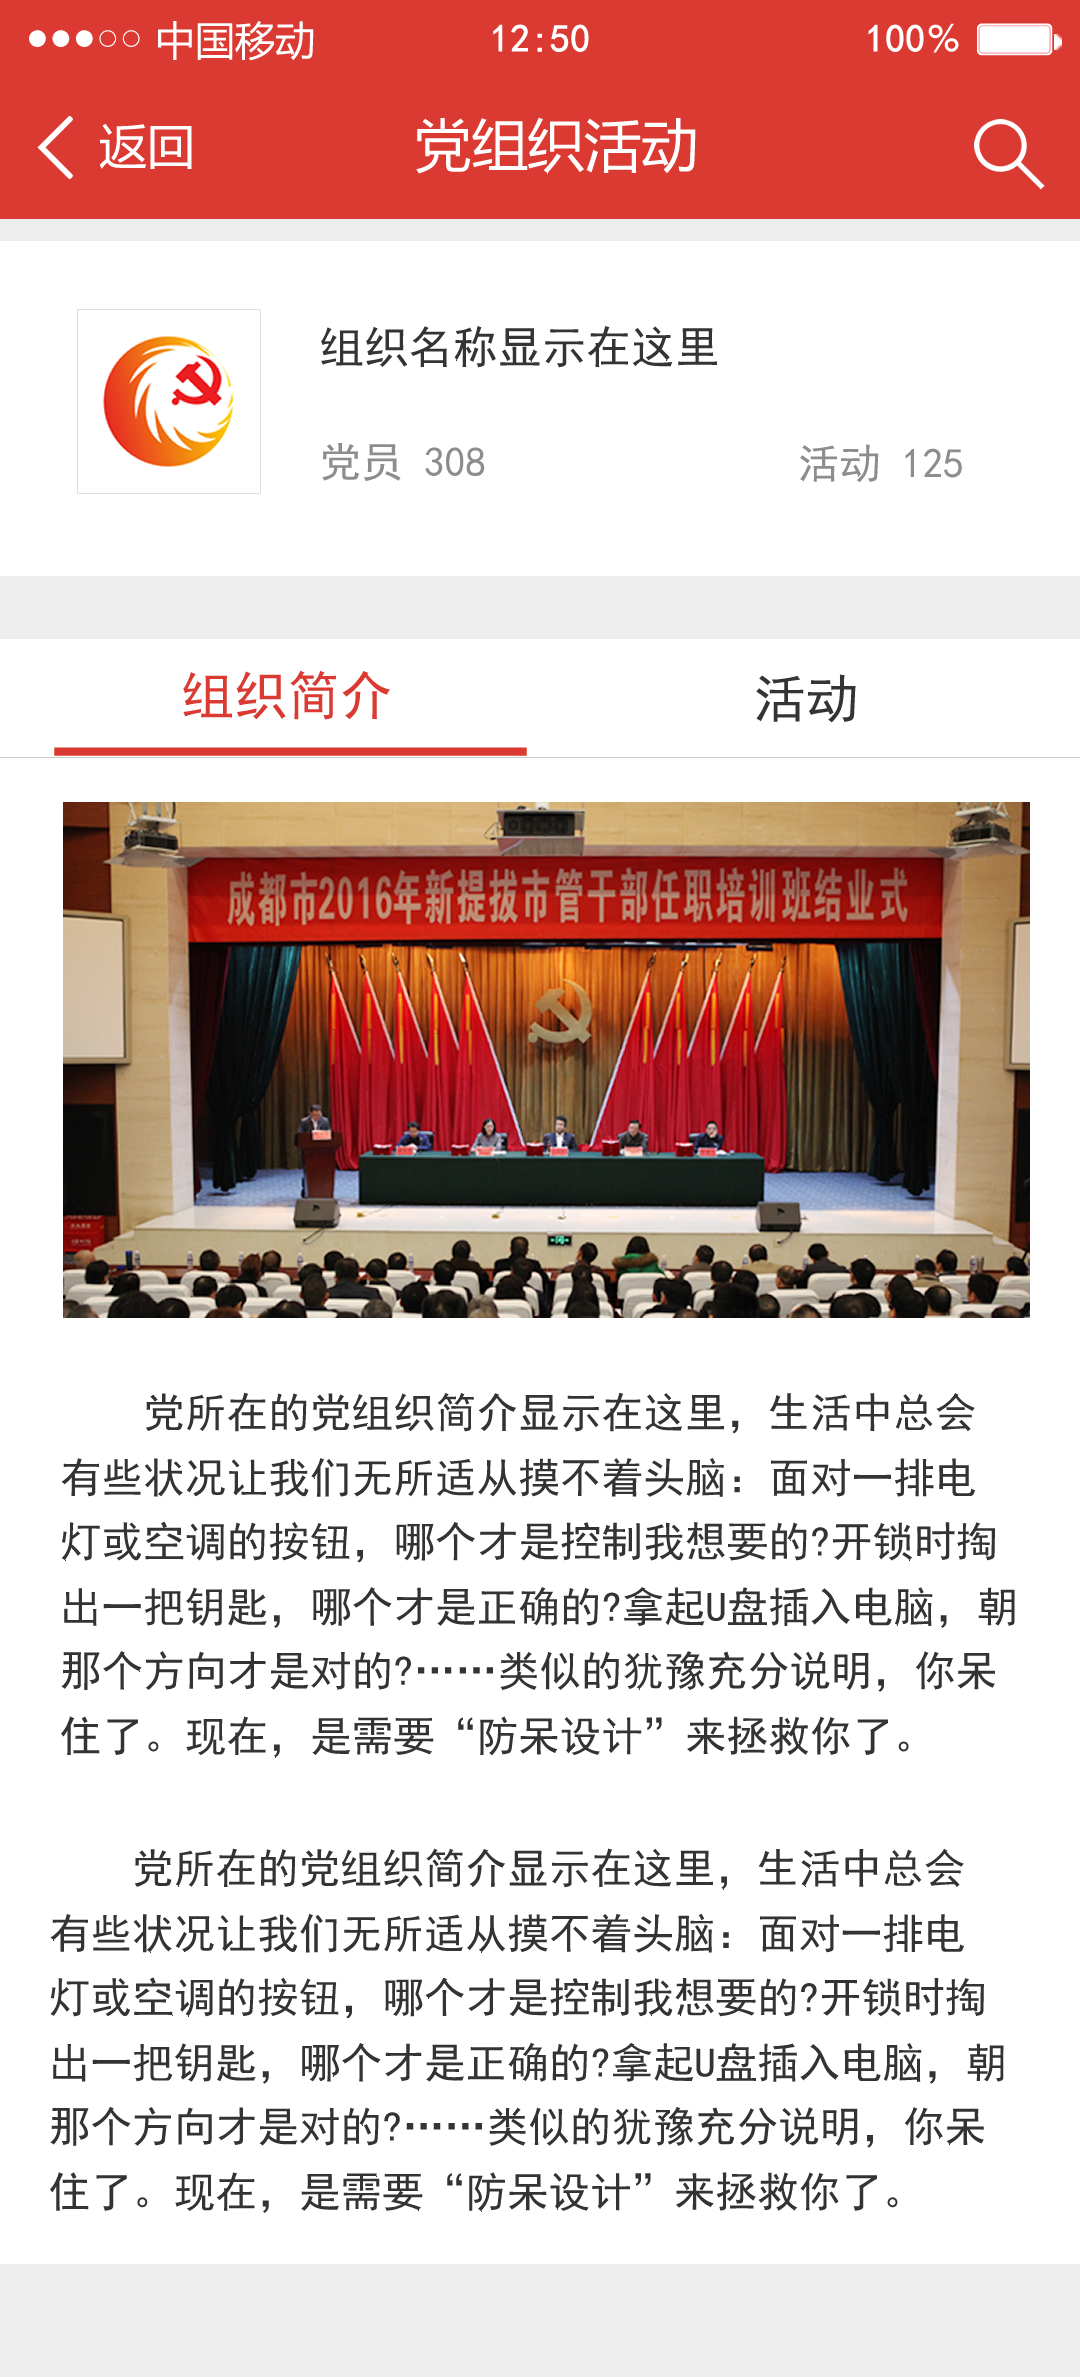 中国移动 12:50 100%
返回 党组织活动
组织名称显示在这里
党员 308 活动 125
组织简介 活动
成都市2016年新提拔市管干部任职培训班结业式
党所在的党组织简介显示在这里，生活中总会
有些状况让我们无所适从摸不着头脑：面对一排电
灯或空调的按钮，哪个才是控制我想要的?开锁时掏
出一把钥匙，哪个才是正确的?拿起U盘插入电脑，朝
那个方向才是对的?……类似的犹豫充分说明，你呆
住了。现在，是需要“防呆设计”来拯救你了。
党所在的党组织简介显示在这里，生活中总会
有些状况让我们无所适从摸不着头脑：面对一排电
灯或空调的按钮，哪个才是控制我想要的?开锁时掏
出一把钥匙，哪个才是正确的?拿起U盘插入电脑，朝
那个方向才是对的?……类似的犹豫充分说明，你呆
住了。现在，是需要“防呆设计”来拯救你了。